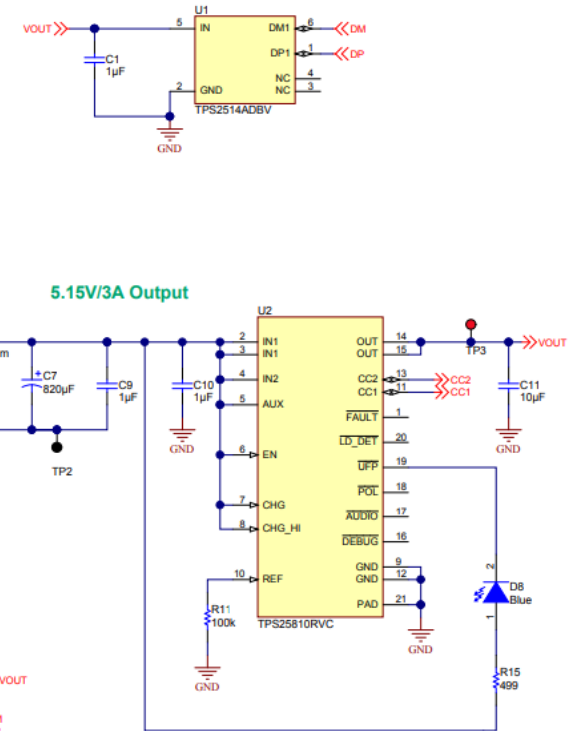 U1
VOUT
5
IN
DM1
6
DM
C1
1µF
DP1
1
DP
NC
4
2
GND
NC
3
TPS2514ADBV
GND
5.15V/3A Output
U2
m
2
IN1
OUT
14
VOUT
3
IN1
OUT
15
TP3
C7
820µF
+
C9
1µF
C10
1µF
4
IN2
CC2
13
CC2
CC1
11
CC1
C11
10µF
5
AUX
FAULT
1
GND
LD_DET
20
GND
TP2
6
EN
UFP
19
POL
18
7
CHG
AUDIO
17
8
CHG_HI
DEBUG
16
GND
9
10
REF
GND
12
2
D8
Blue
R11
100k
PAD
21
1
TPS25810RVC
GND
GND
R15
499
VOUT